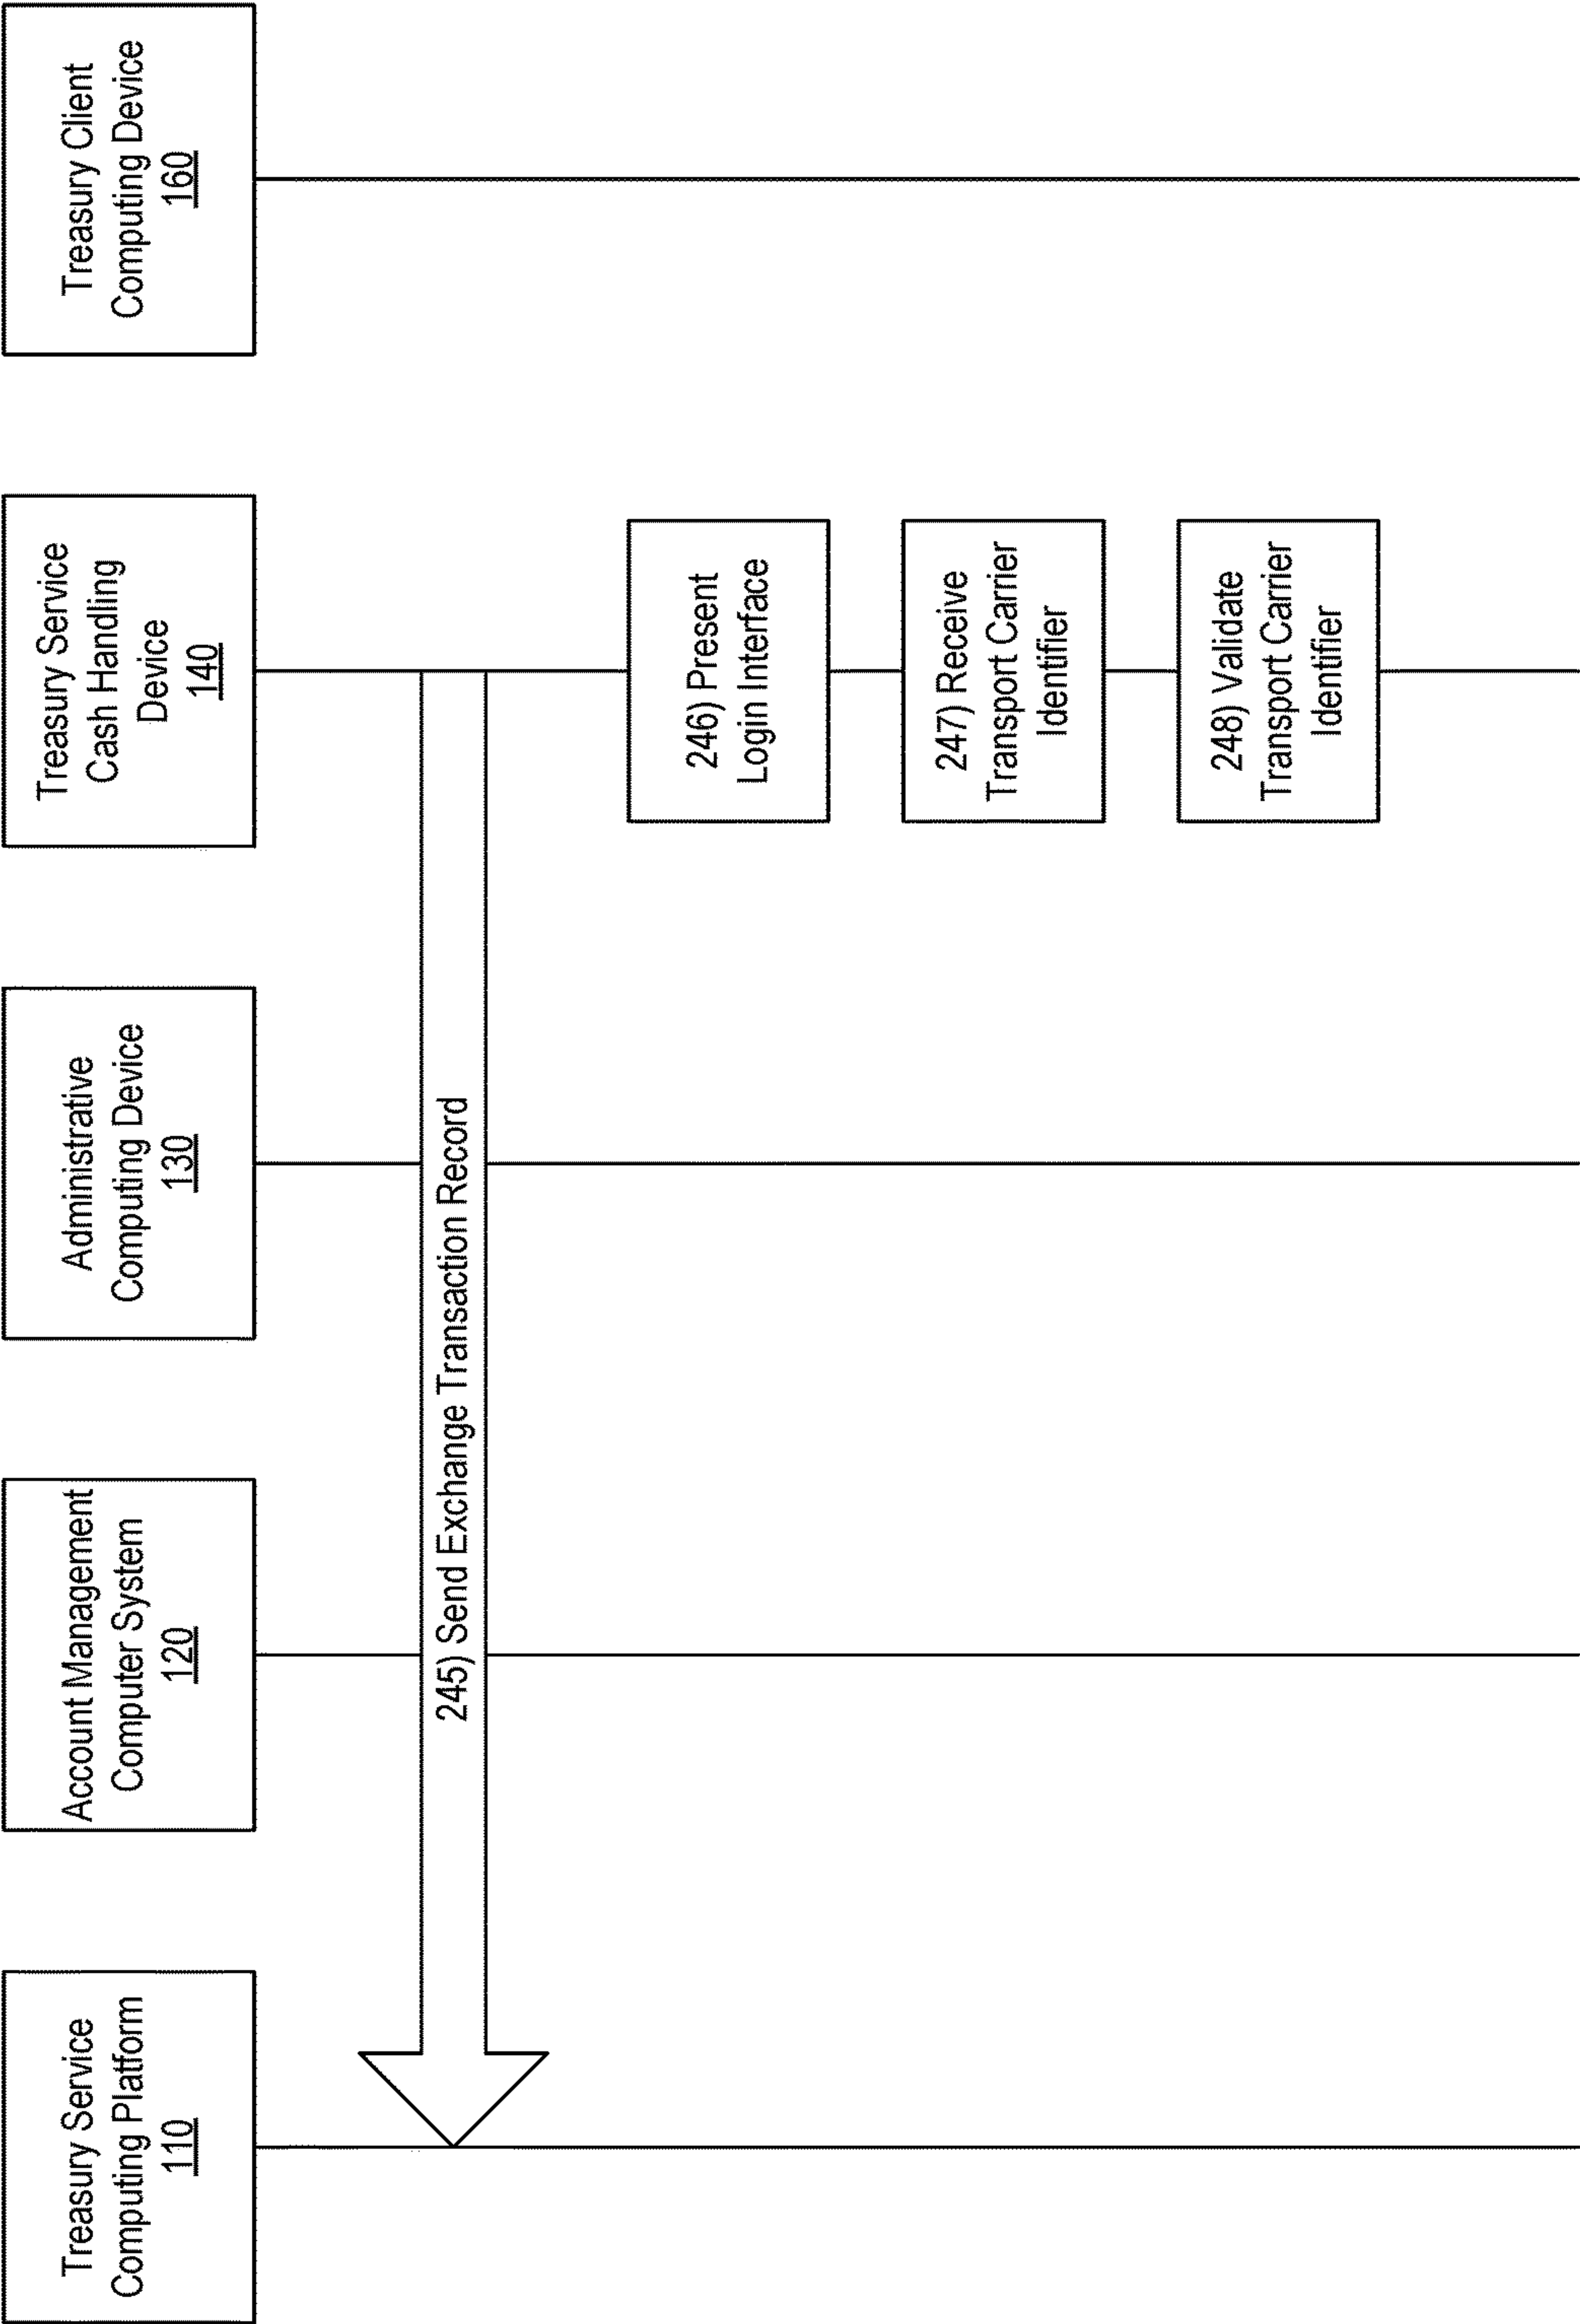 Treasury Service
Computing Platform
110
Account Management
Computer System
120
Administrative
Computing Device
130
Treasury Service
Cash Handling
Device
140
Treasury Client
Computing Device
160
245) Send Exchange Transaction Record
246) Present
Login Interface
247) Receive
Transport Carrier
Identifier
248) Validate
Transport Carrier
Identifier